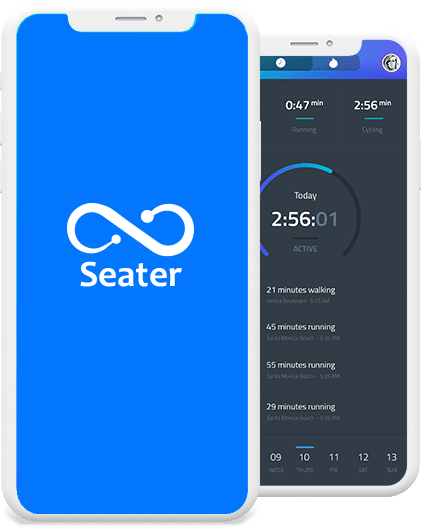 Seater
0:47 min
2:56 min
Running
Cycling
Today
2:56:01
ACTIVE
21 minutes walking
Venice Boulevard - 5:15 AM
45 minutes running
Santa Monica Beach - 5:36 AM
55 minutes running
Santa Monica Beach - 5:36 AM
29 minutes running
Santa Monica Beach - 5:36 AM
09 10 11 12 13
WEDS THURS FRI SAT SUN